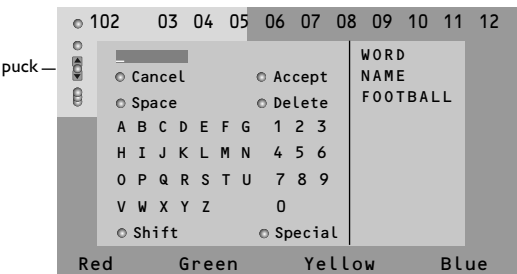 102 03 04 05 06 07 08 09 10 11 12
puck
WORD
NAME
FOOTBALL
Cancel Accept
Space Delete
A B C D E F G 1 2 3
H I J K L M N 4 5 6
O P Q R S T U 7 8 9
V W X Y Z 0
Shift Special
Red Green Yellow Blue